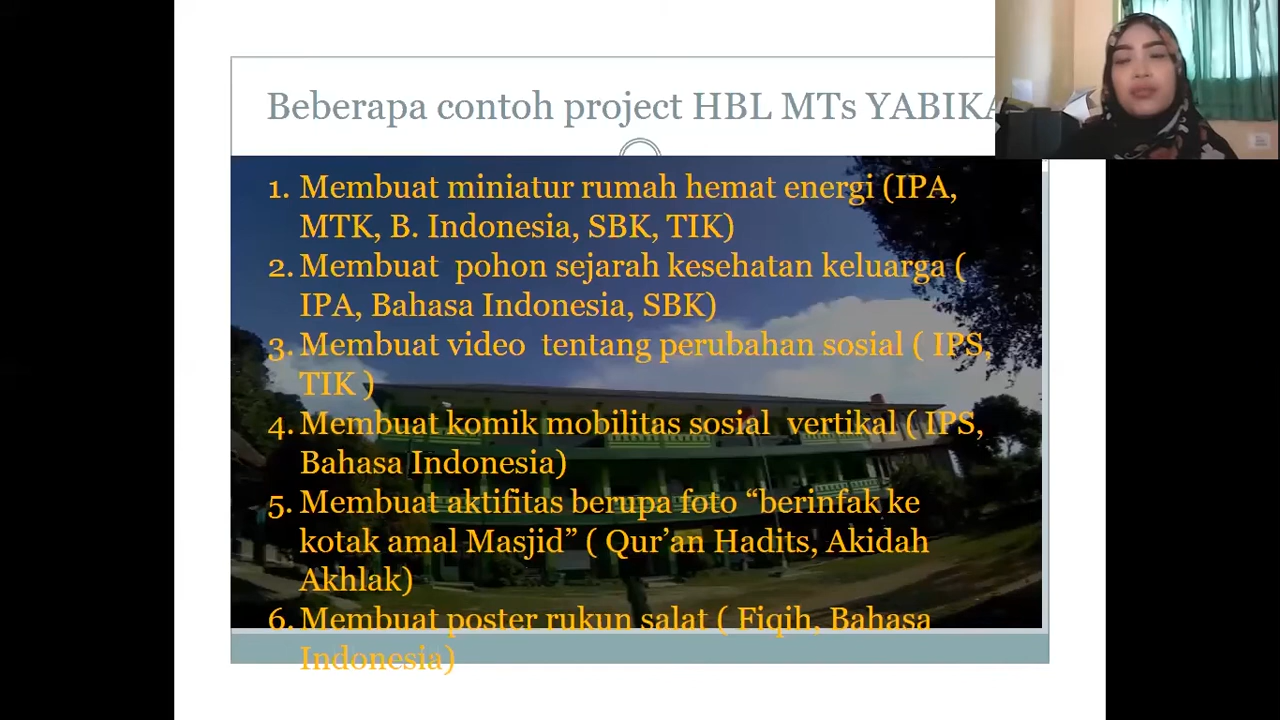 Beberapa contoh project HBL MTs YABIKA
1. Membuat miniatur rumah hemat energi (IPA,
MTK, B. Indonesia, SBK, TIK)
2. Membuat pohon sejarah kesehatan keluarga (
IPA, Bahasa Indonesia, SBK)
3. Membuat video tentang perubahan sosial ( IPS,
TIK )
4. Membuat komik mobilitas sosial vertikal ( IPS,
Bahasa Indonesia)
5. Membuat aktifitas berupa foto “berinfak ke
kotak amal Masjid” ( Qur’an Hadits, Akidah
Akhlak)
6. Membuat poster rukun salat ( Fiqih, Bahasa
Indonesia)